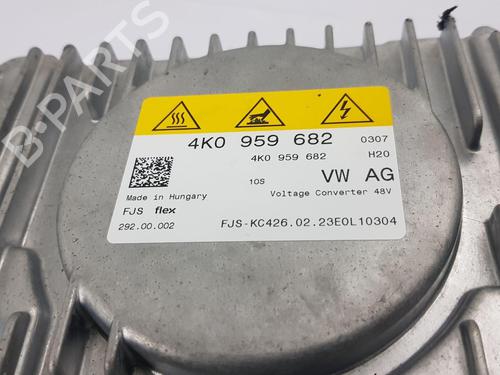 B-PARTS
4K0 959 682 0307
4K0 959 682 H20
10S VW AG
Made in Hungary Voltage Converter 48V
FJS flex
292.00.002 FJS-KC426.02.23E0L10304